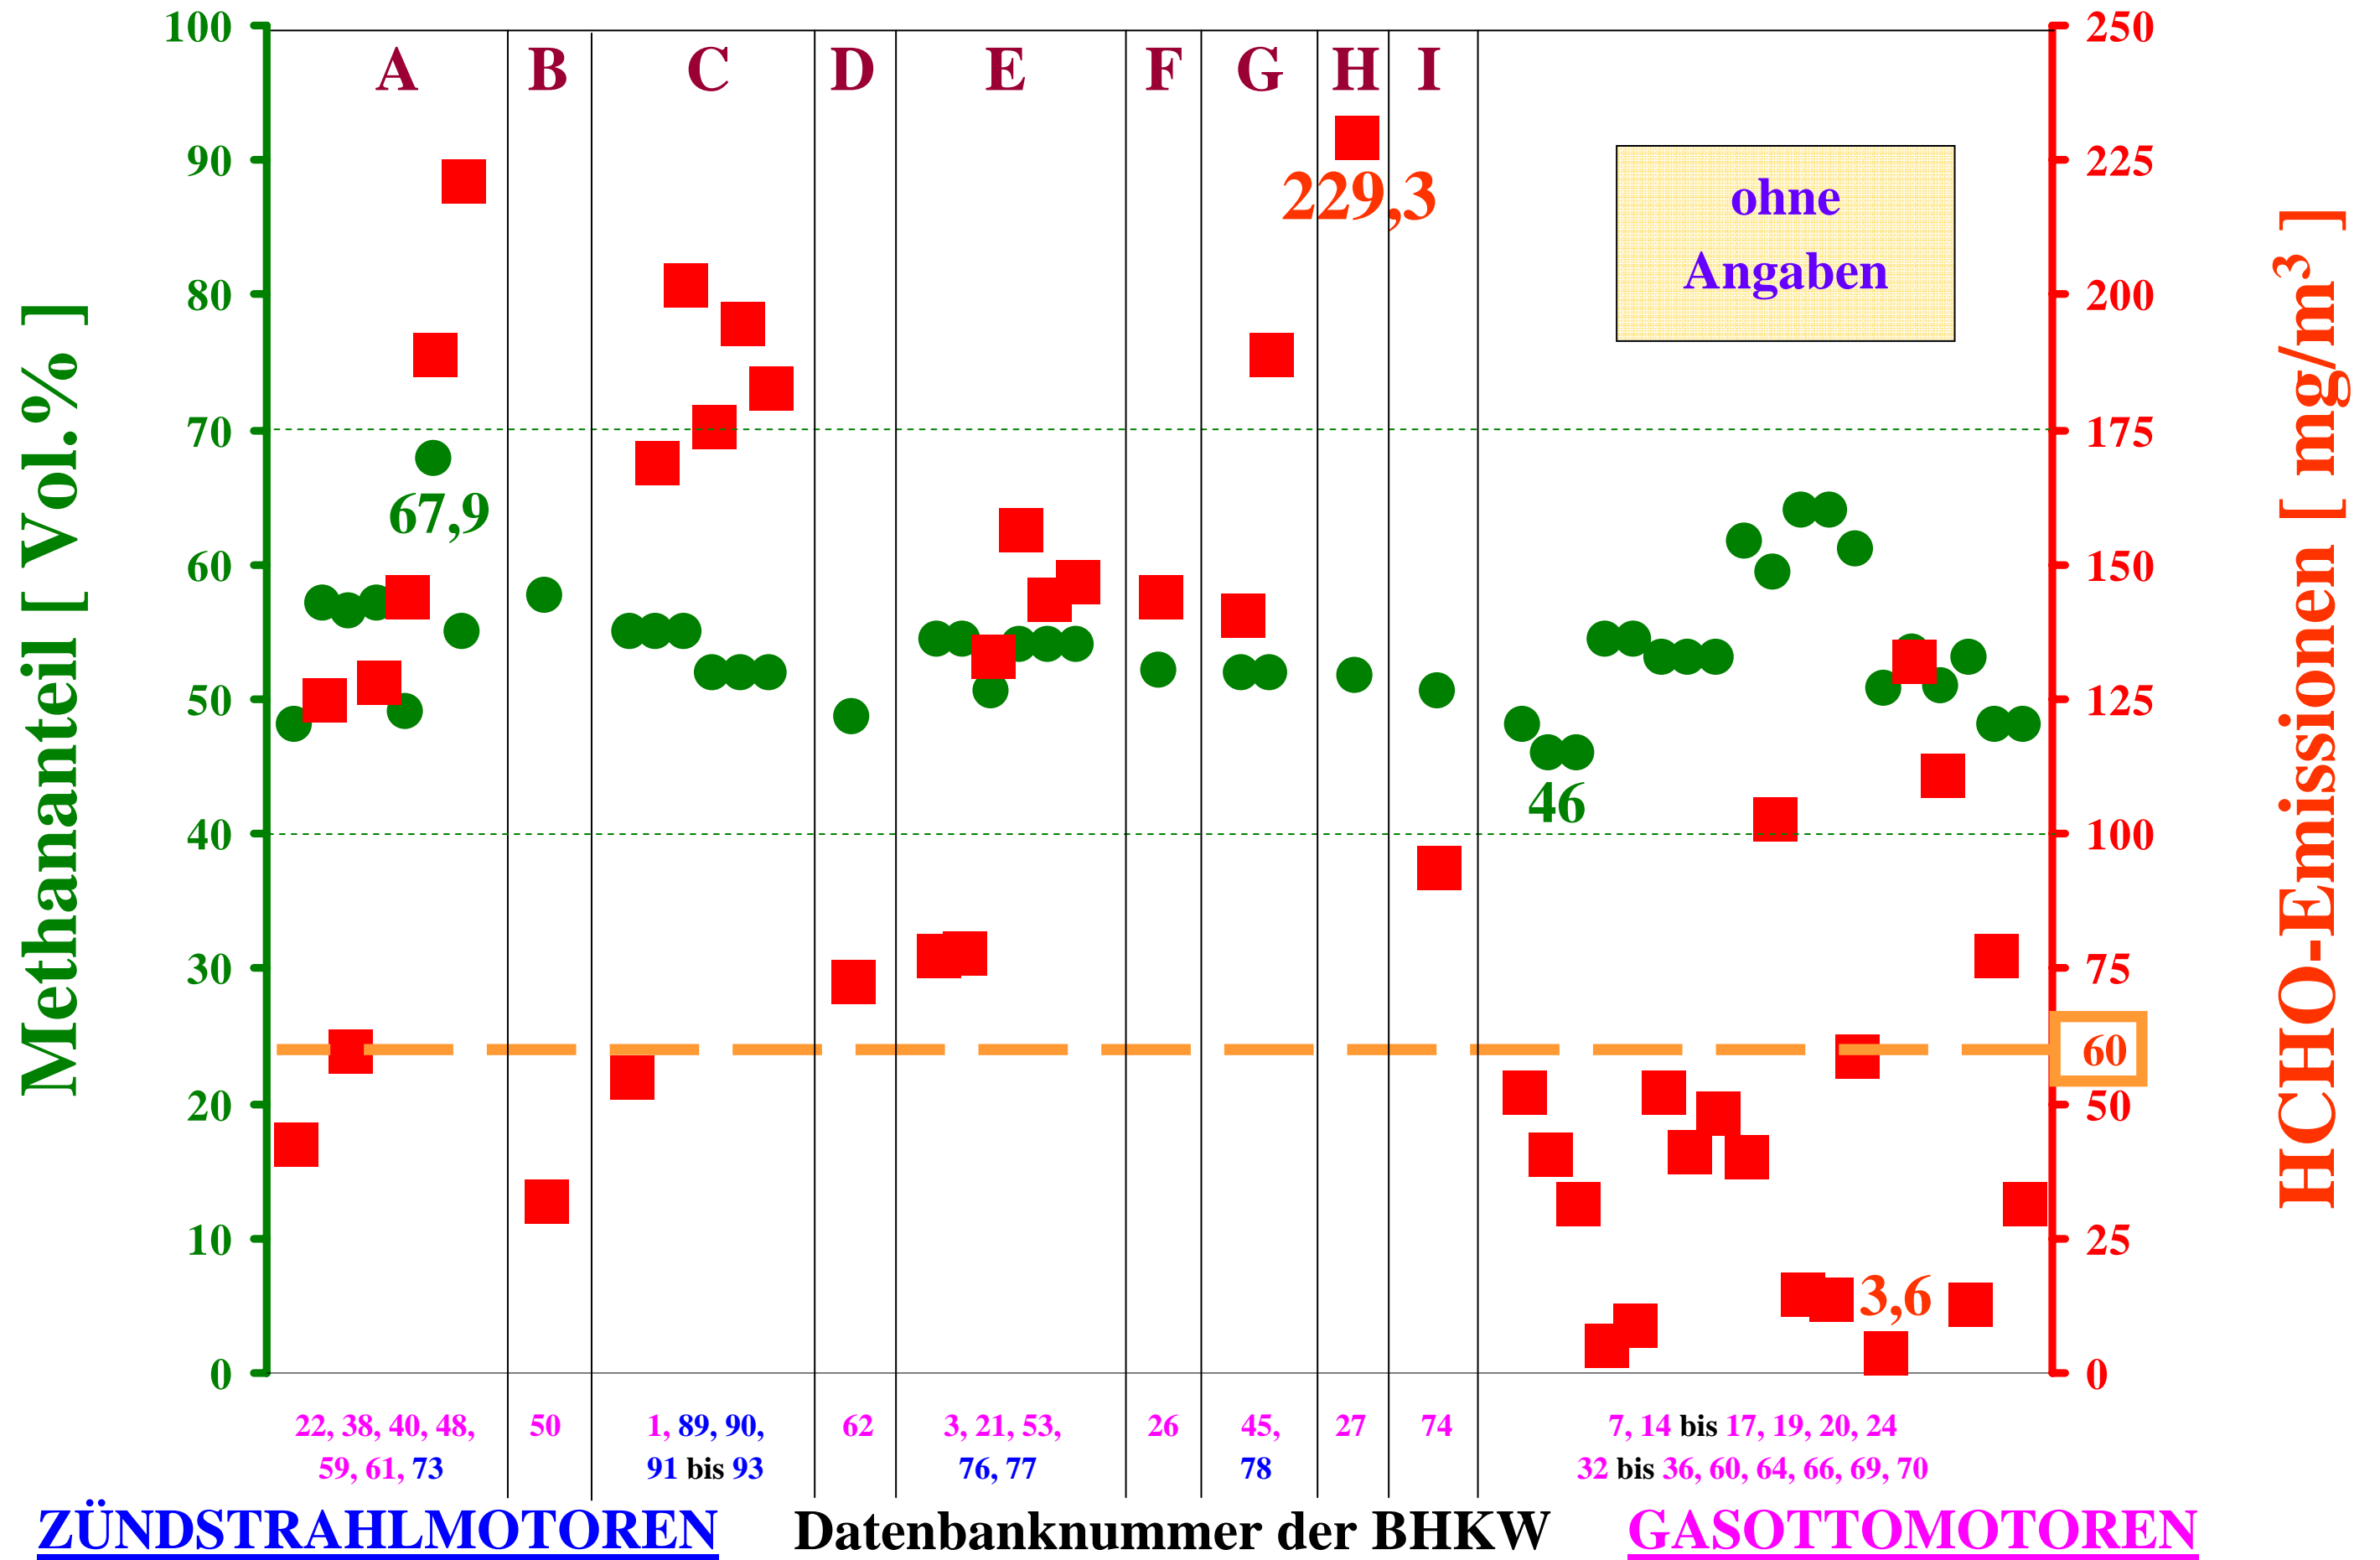 Methananteil [ Vol.% ]
100
90
80
70
60
50
40
30
20
10
0
A B C D E F G H I
229,3
ohne
Angaben
67,9
46
3,6
250
225
200
175
150
125
100
75
60
50
25
0
HCHO-Emissionen [ mg/m³ ]
22, 38, 40, 48,
59, 61, 73
50
1, 89, 90,
91 bis 93
62
3, 21, 53,
76, 77
26
45,
78
27
74
7, 14 bis 17, 19, 20, 24
32 bis 36, 60, 64, 66, 69, 70
ZÜNDSTRAHLMOTOREN Datenbanknummer der BHKW GASOTTOMOTOREN